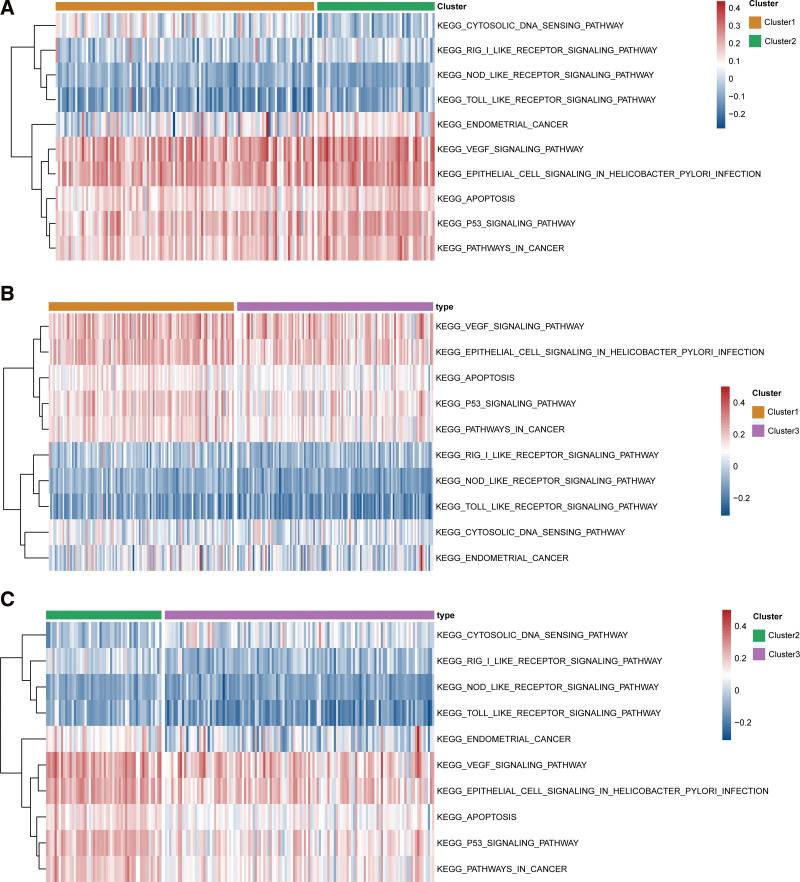 A
Cluster
KEGG_CYTOSOLIC_DNA_SENSING_PATHWAY
KEGG_RIG_I_LIKE_RECEPTOR_SIGNALING_PATHWAY
KEGG_NOD_LIKE_RECEPTOR_SIGNALING_PATHWAY
KEGG_TOLL_LIKE_RECEPTOR_SIGNALING_PATHWAY
KEGG_ENDOMETRIAL_CANCER
KEGG_VEGF_SIGNALING_PATHWAY
KEGG_EPITHELIAL_CELL_SIGNALING_IN_HELICOBACTER_PYLORI_INFECTION
KEGG_APOPTOSIS
KEGG_P53_SIGNALING_PATHWAY
KEGG_PATHWAYS_IN_CANCER
0.4
0.3
0.2
0.1
0
−0.1
−0.2
Cluster
Cluster1
Cluster2
B
type
KEGG_VEGF_SIGNALING_PATHWAY
KEGG_EPITHELIAL_CELL_SIGNALING_IN_HELICOBACTER_PYLORI_INFECTION
KEGG_APOPTOSIS
KEGG_P53_SIGNALING_PATHWAY
KEGG_PATHWAYS_IN_CANCER
KEGG_RIG_I_LIKE_RECEPTOR_SIGNALING_PATHWAY
KEGG_NOD_LIKE_RECEPTOR_SIGNALING_PATHWAY
KEGG_TOLL_LIKE_RECEPTOR_SIGNALING_PATHWAY
KEGG_CYTOSOLIC_DNA_SENSING_PATHWAY
KEGG_ENDOMETRIAL_CANCER
0.4
0.2
0
−0.2
Cluster
Cluster1
Cluster3
C
type
KEGG_CYTOSOLIC_DNA_SENSING_PATHWAY
KEGG_RIG_I_LIKE_RECEPTOR_SIGNALING_PATHWAY
KEGG_NOD_LIKE_RECEPTOR_SIGNALING_PATHWAY
KEGG_TOLL_LIKE_RECEPTOR_SIGNALING_PATHWAY
KEGG_ENDOMETRIAL_CANCER
KEGG_VEGF_SIGNALING_PATHWAY
KEGG_EPITHELIAL_CELL_SIGNALING_IN_HELICOBACTER_PYLORI_INFECTION
KEGG_APOPTOSIS
KEGG_P53_SIGNALING_PATHWAY
KEGG_PATHWAYS_IN_CANCER
0.4
0.2
0
−0.2
Cluster
Cluster2
Cluster3